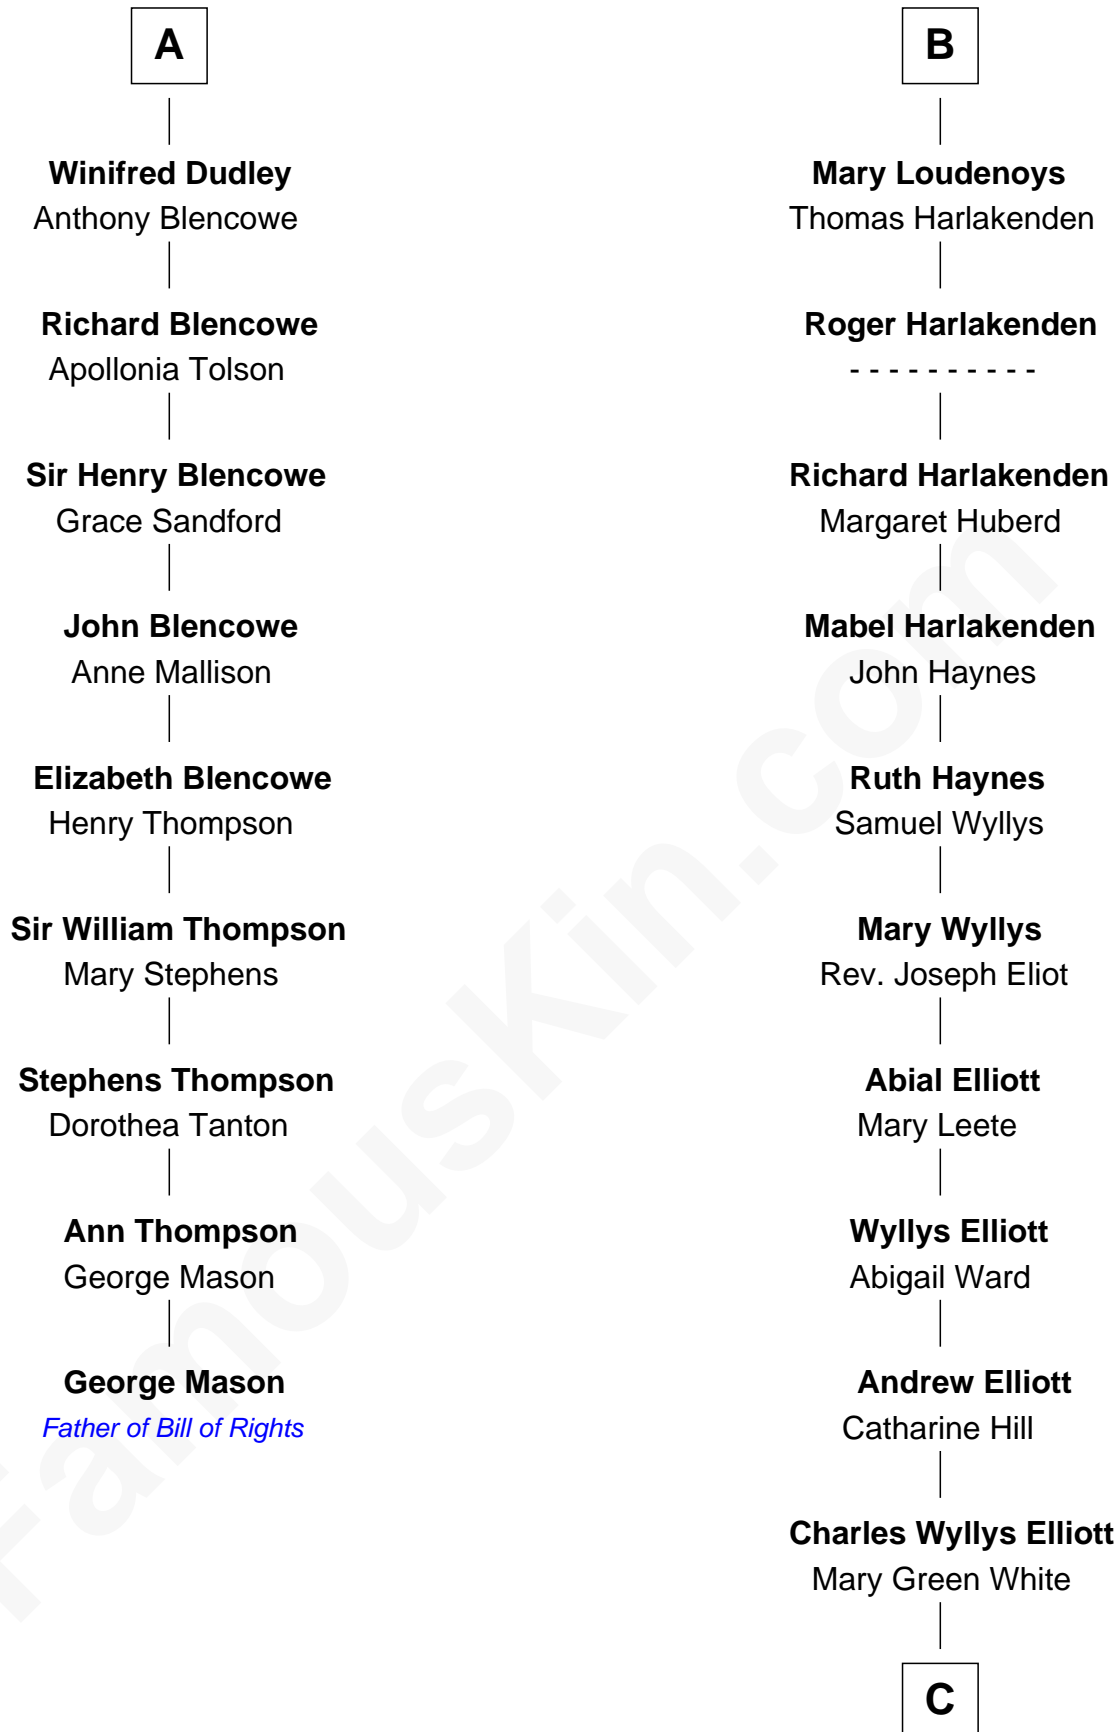 A
Winifred Dudley
Anthony Blencowe
Richard Blencowe
Apollonia Tolson
Sir Henry Blencowe
Grace Sandford
John Blencowe
Anne Mallison
Elizabeth Blencowe
Henry Thompson
Sir William Thompson
Mary Stephens
Stephens Thompson
Dorothea Tanton
Ann Thompson
George Mason
George Mason
Father of Bill of Rights
B
Mary Loudenoys
Thomas Harlakenden
Roger Harlakenden
- - - - - - - - - -
Richard Harlakenden
Margaret Huberd
Mabel Harlakenden
John Haynes
Ruth Haynes
Samuel Wyllys
Mary Wyllys
Rev. Joseph Eliot
Abial Elliott
Mary Leete
Wyllys Elliott
Abigail Ward
Andrew Elliott
Catharine Hill
Charles Wyllys Elliott
Mary Green White
C
FamousKin.com